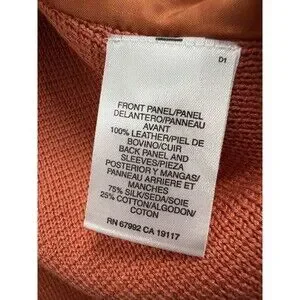 D1
FRONT PANEL/PANEL
DELANTERO/PANNEAU
AVANT
100% LEATHER/PIEL DE
BOVINO/CUIR
BACK PANEL AND
SLEEVES/PIEZA
POSTERIOR Y MANGAS/
PANNEAU ARRIERE ET
MANCHES
75% SILK/SEDA/SOIE
25% COTTON/ALGODON/
COTON
RN 67992 CA 19117